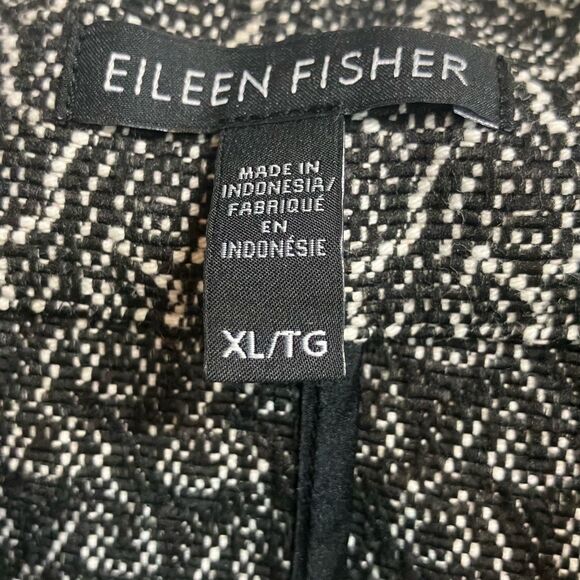 EILEEN FISHER
MADE IN
INDONESIA/
FABRIQUÉ
EN
INDONÉSIE
XL/TG